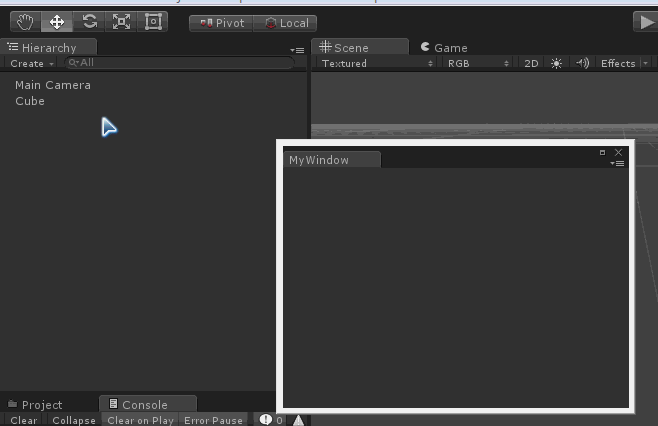 Pivot Local
Hierarchy
Create All
Main Camera
Cube
Scene Game
Textured RGB 2D Effects
MyWindow
Project Console
Clear Collapse Clear on Play Error Pause 0